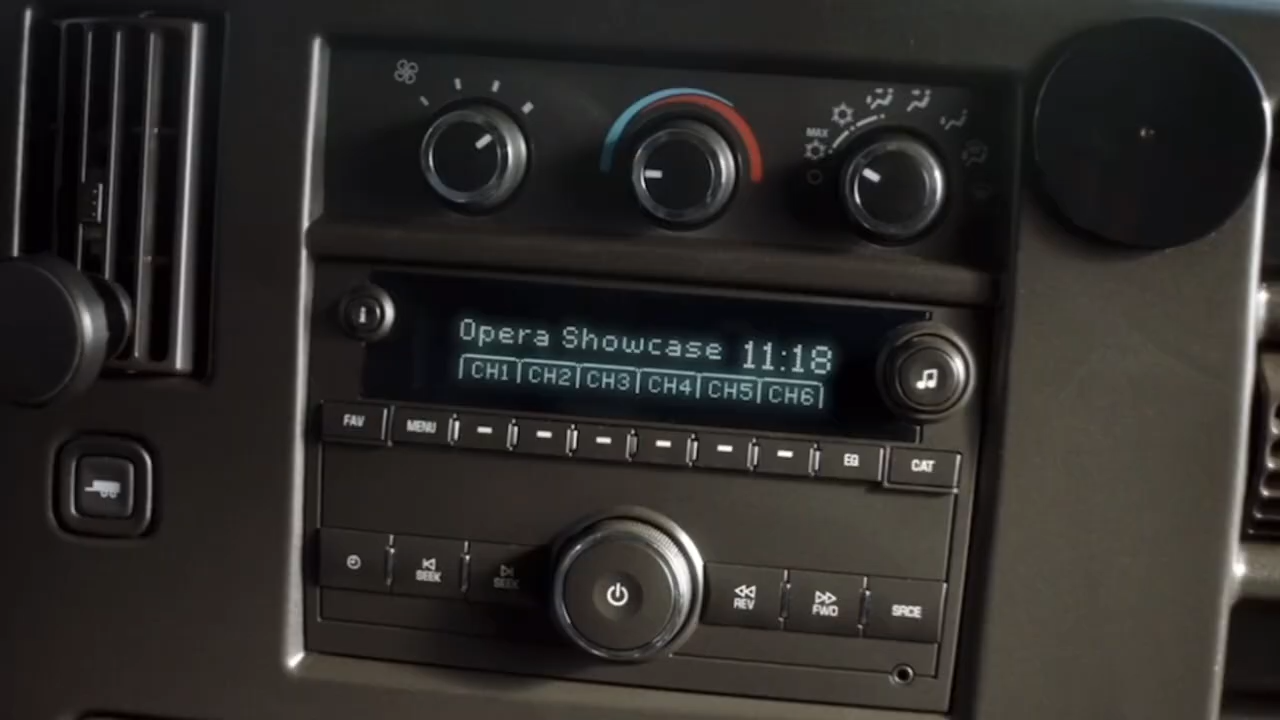 MAX
Opera Showcase 11:18
CH1 CH2 CH3 CH4 CH5 CH6
FAV MENU EQ CAT
SEEK SEEK REV FWD SRCE